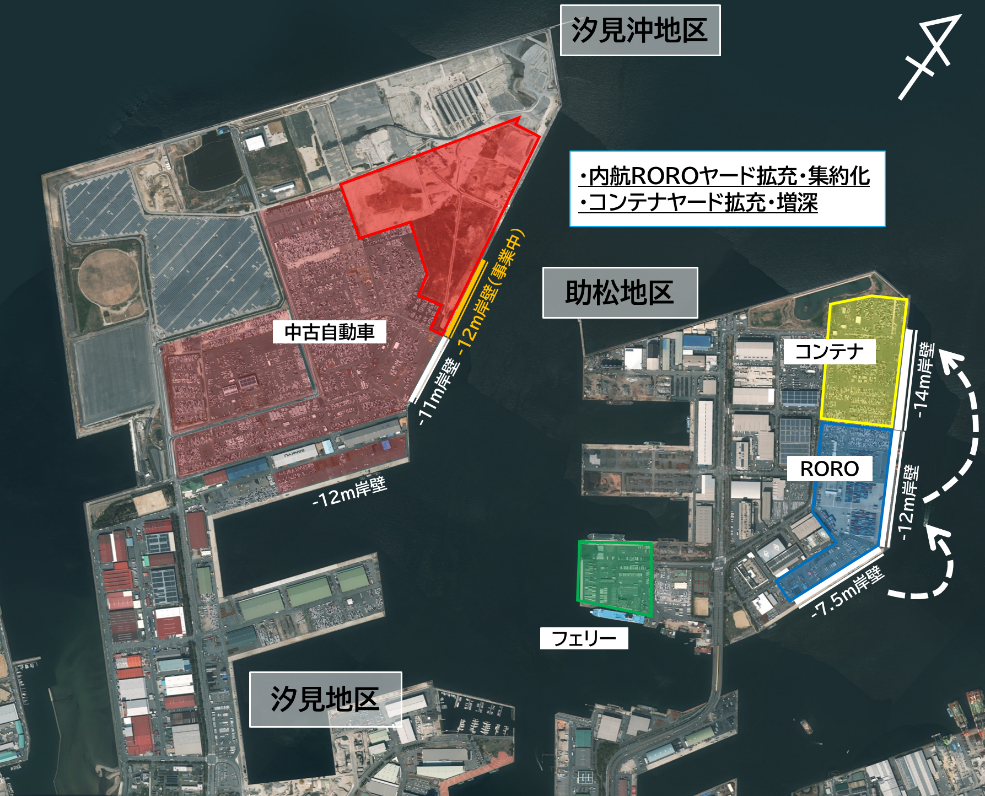 汐見沖地区
・内航ROROヤード拡充・集約化
・コンテナヤード拡充・増深
助松地区
中古自動車
-12m岸壁(事業中)
-11m岸壁
-12m岸壁
コンテナ
-14m岸壁
RORO
-12m岸壁
-7.5m岸壁
フェリー
汐見地区